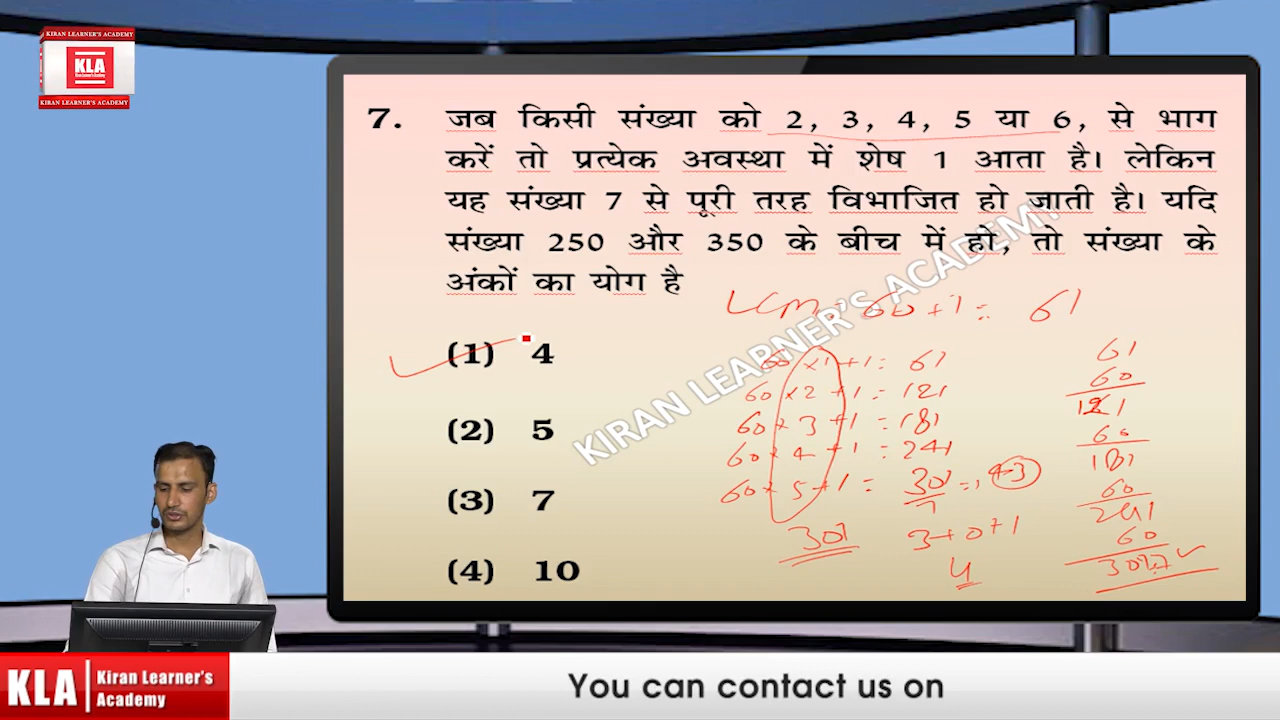 KIRAN LEARNER'S ACADEMY
KLA
KIRAN LEARNER'S ACADEMY
7. जब किसी संख्या को 2, 3, 4, 5 या 6, से भाग
करें तो प्रत्येक अवस्था में शेष 1 आता है। लेकिन
यह संख्या 7 से पूरी तरह विभाजित हो जाती है। यदि
संख्या 250 और 350 के बीच में हो, तो संख्या के
अंकों का योग है
LCM. 60+1= 61
(1) 4
(2) 5
(3) 7
(4) 10
60×1+1= 61
60×2+1=121
60×3+1=181
60×4+1=241
60×5+1= 301/7 =
301 3+0+1
4
61
60
121
60
181
60
241
60
KIRAN LEARNER'S ACADEMY
KLA Kiran Learner's
Academy
You can contact us on